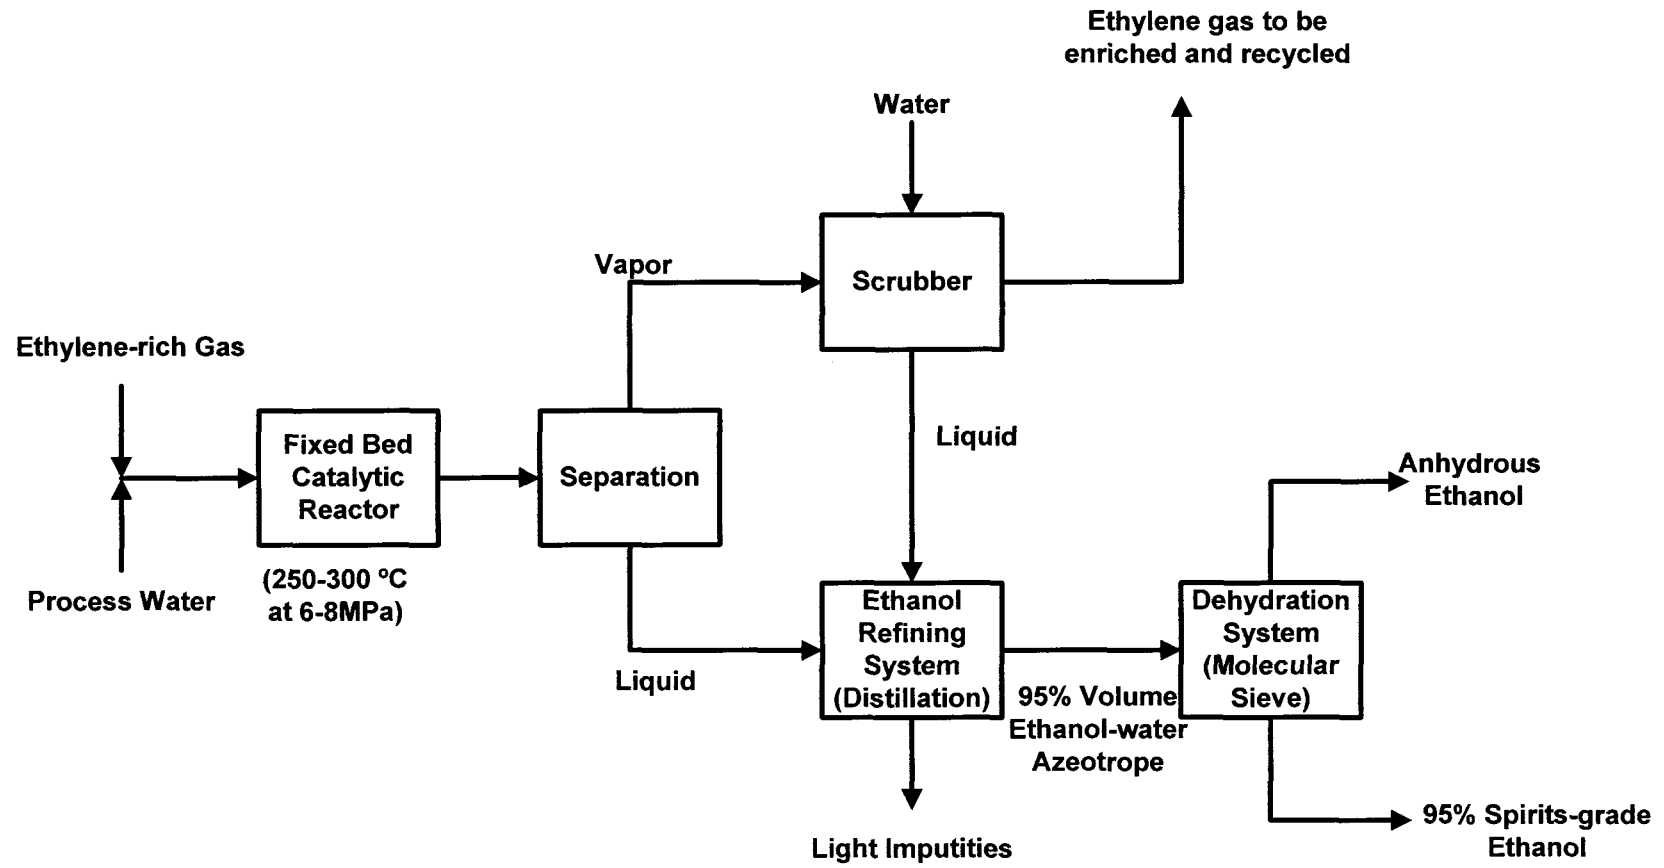 Ethylene gas to be
enriched and recycled
Water
Vapor
Scrubber
Ethylene-rich Gas
Fixed Bed
Catalytic
Reactor
Separation
Liquid
Anhydrous
Ethanol
(250-300 ºC
at 6-8MPa)
Process Water
Ethanol
Refining
System
(Distillation)
Dehydration
System
(Molecular
Sieve)
Liquid
95% Volume
Ethanol-water
Azeotrope
Light Imputities
95% Spirits-grade
Ethanol